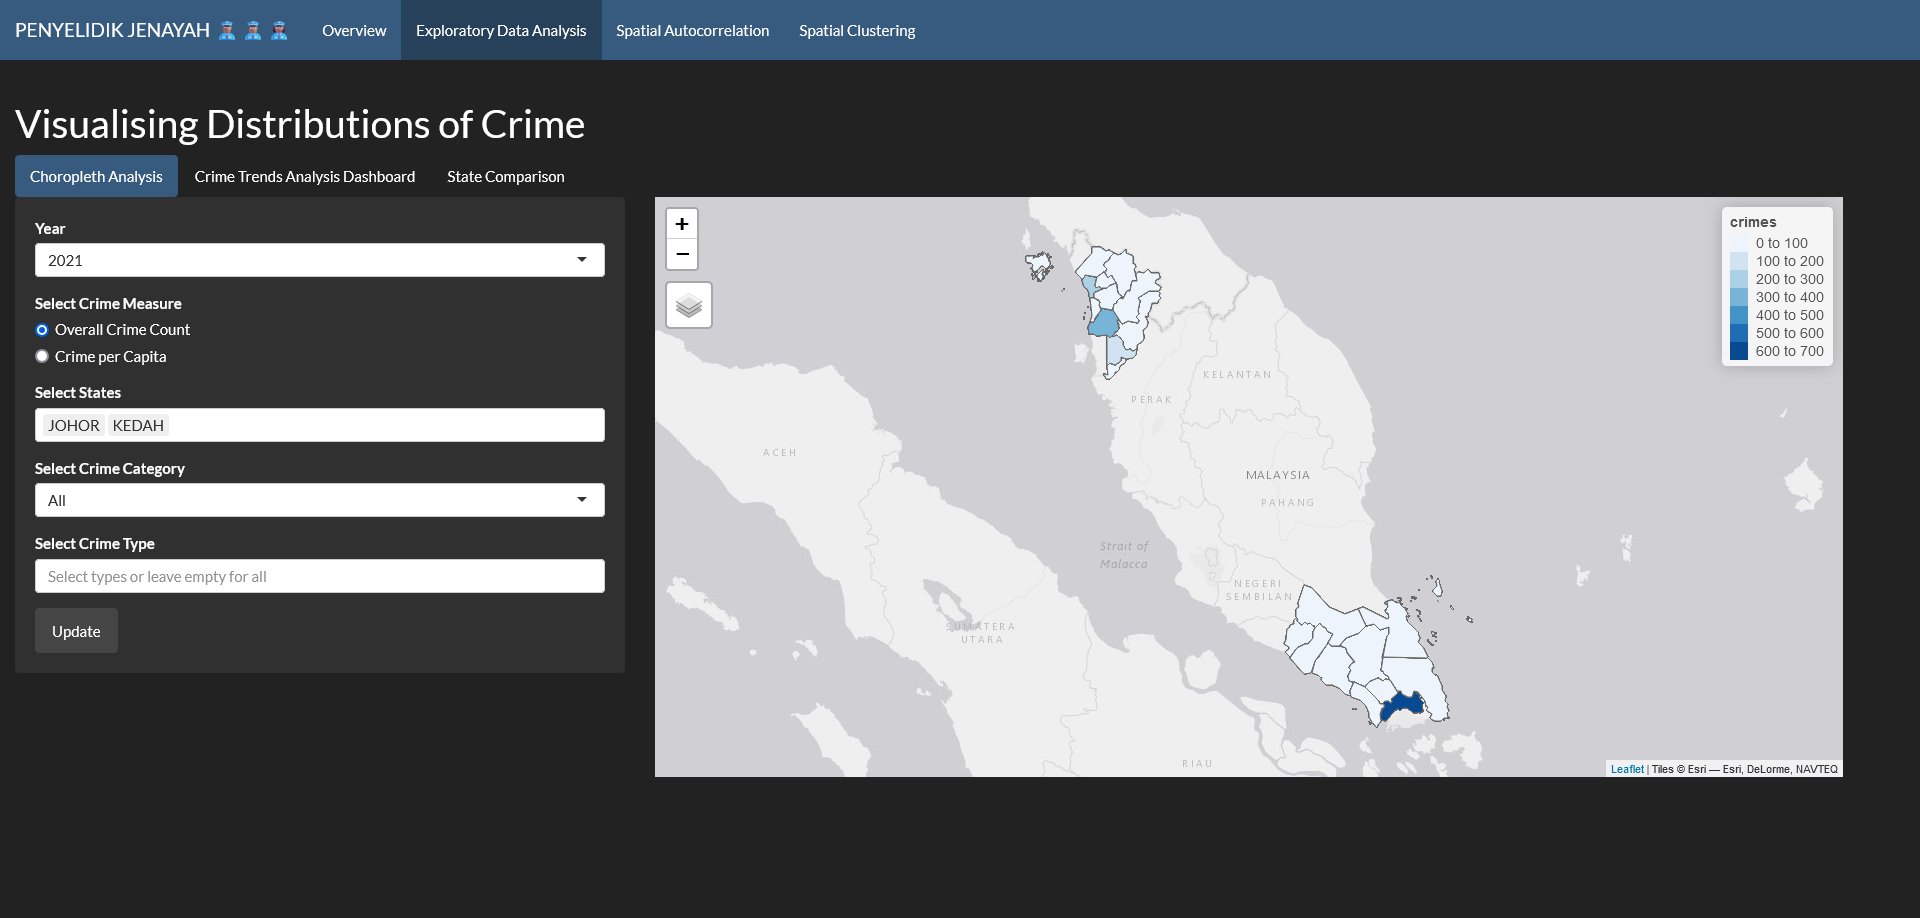 PENYELIDIK JENAYAH
Overview
Exploratory Data Analysis
Spatial Autocorrelation
Spatial Clustering
Visualising Distributions of Crime
Choropleth Analysis
Crime Trends Analysis Dashboard
State Comparison
Year
2021
Select Crime Measure
Overall Crime Count
Crime per Capita
Select States
JOHOR KEDAH
Select Crime Category
All
Select Crime Type
Select types or leave empty for all
Update
+
−
crimes
0 to 100
100 to 200
200 to 300
300 to 400
400 to 500
500 to 600
600 to 700
KELANTAN
PERAK
ACEH
MALAYSIA
PAHANG
Strait of
Malacca
NEGERI
SEMBILAN
SUMATERA
UTARA
RIAU
Leaflet | Tiles © Esri — Esri, DeLorme, NAVTEQ